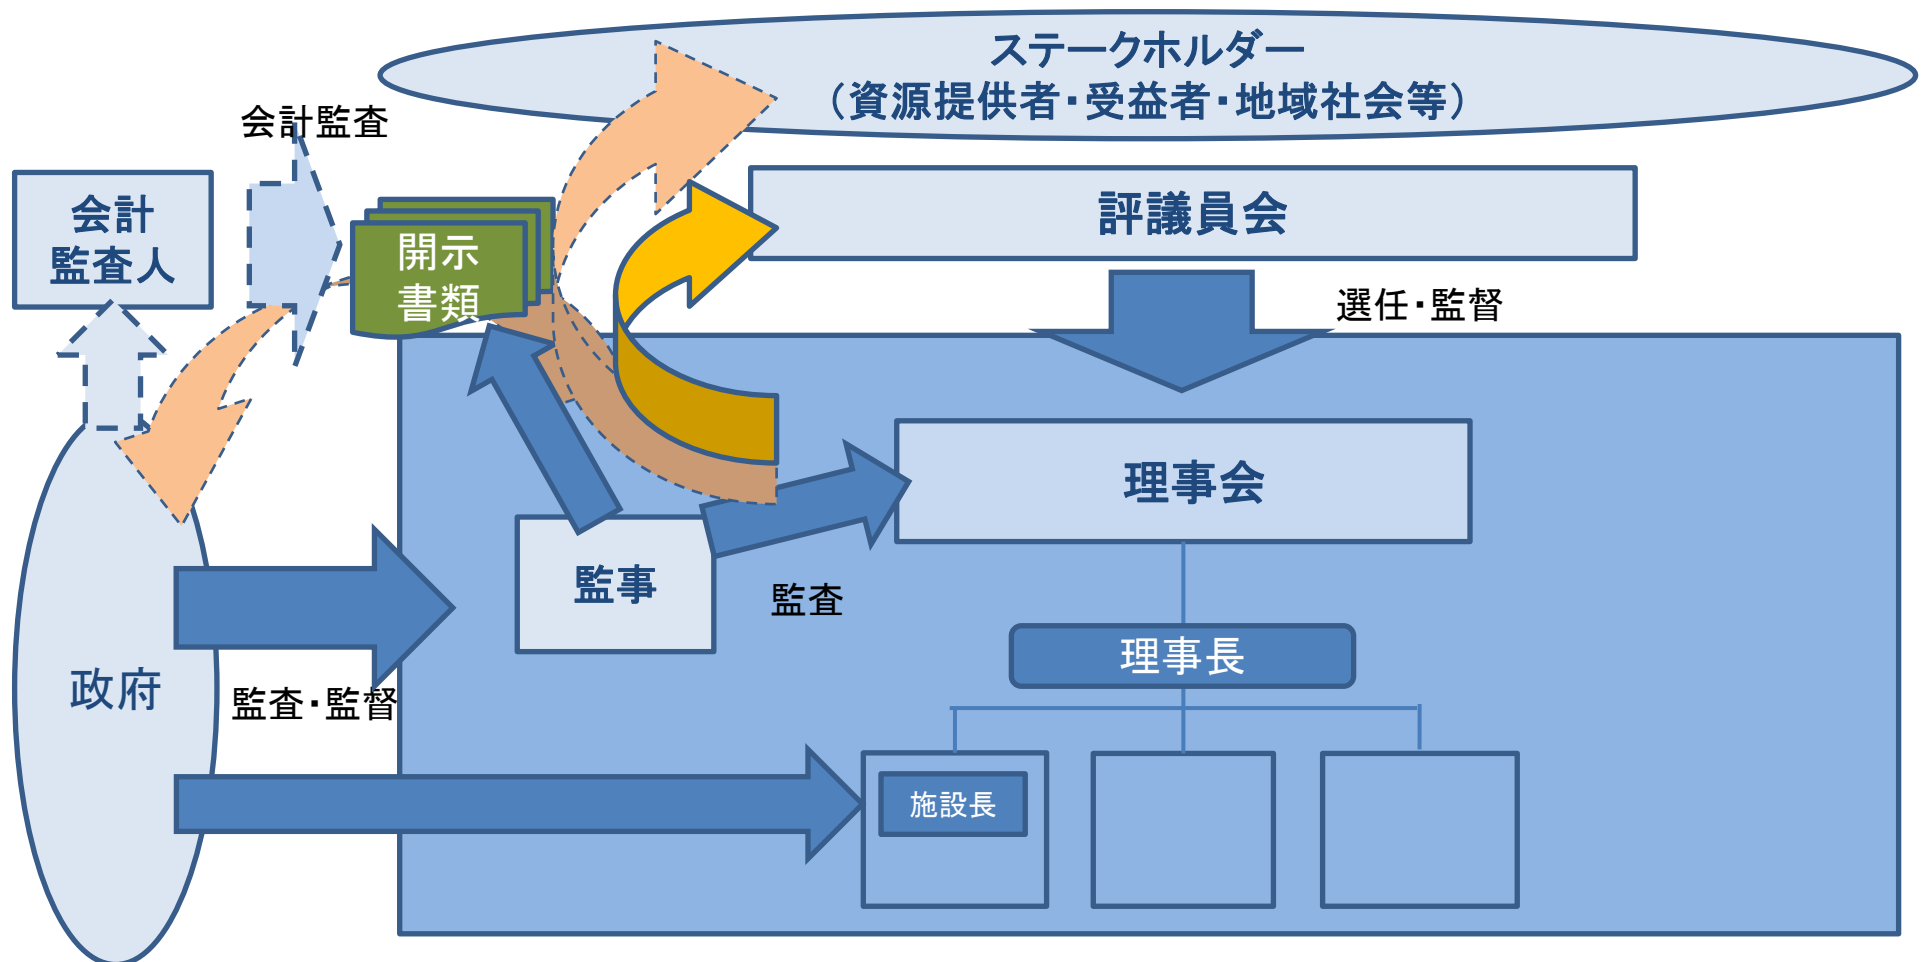 ステークホルダー
（資源提供者・受益者・地域社会等）
会計監査
会計
監査人
開示
書類
評議員会
選任・監督
理事会
監事
監査
理事長
政府
監査・監督
施設長